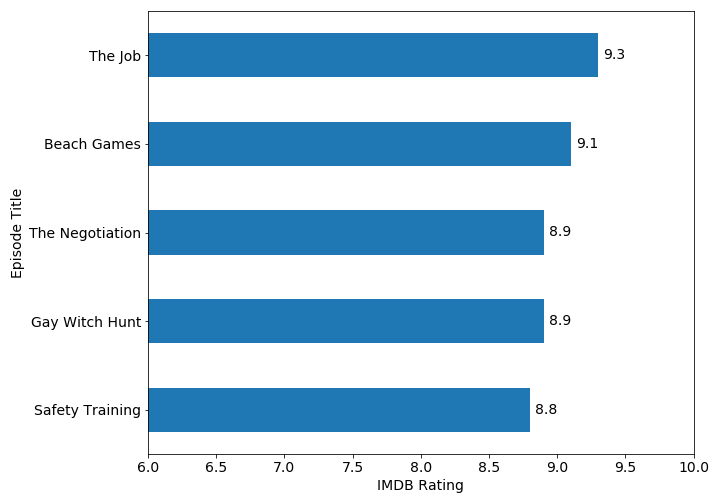 The Job
9.3
Beach Games
9.1
The Negotiation
8.9
Gay Witch Hunt
8.9
Safety Training
8.8
Episode Title
6.0 6.5 7.0 7.5 8.0 8.5 9.0 9.5 10.0
IMDB Rating